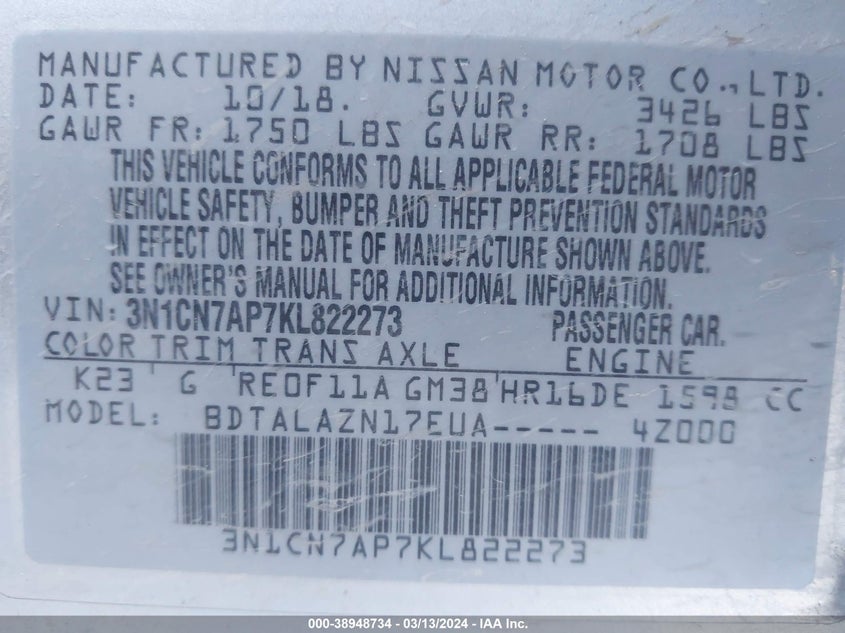 MANUFACTURED BY NISSAN MOTOR CO.,LTD.
DATE: 10/18. GVWR: 3426 LBS
GAWR FR: 1750 LBS GAWR RR: 1708 LBS
THIS VEHICLE CONFORMS TO ALL APPLICABLE FEDERAL MOTOR
VEHICLE SAFETY, BUMPER AND THEFT PREVENTION STANDARDS
IN EFFECT ON THE DATE OF MANUFACTURE SHOWN ABOVE.
SEE OWNER'S MANUAL FOR ADDITIONAL INFORMATION.
VIN: 3N1CN7AP7KL822273 PASSENGER CAR.
COLOR TRIM TRANS AXLE ENGINE
K23 G RE0F11A GM38 HR16DE 1598 CC
MODEL: BDTALAZN17EUA----- 4Z000
3N1CN7AP7KL822273
000-38948734 - 03/13/2024 - IAA Inc.